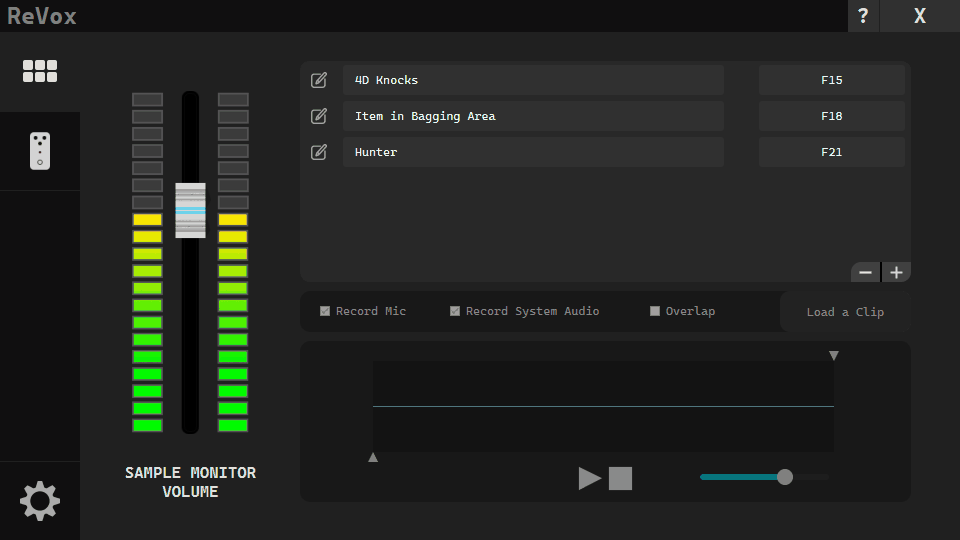 ReVox
? X
4D Knocks F15
Item in Bagging Area F18
Hunter F21
Record Mic Record System Audio Overlap Load a Clip
SAMPLE MONITOR
VOLUME